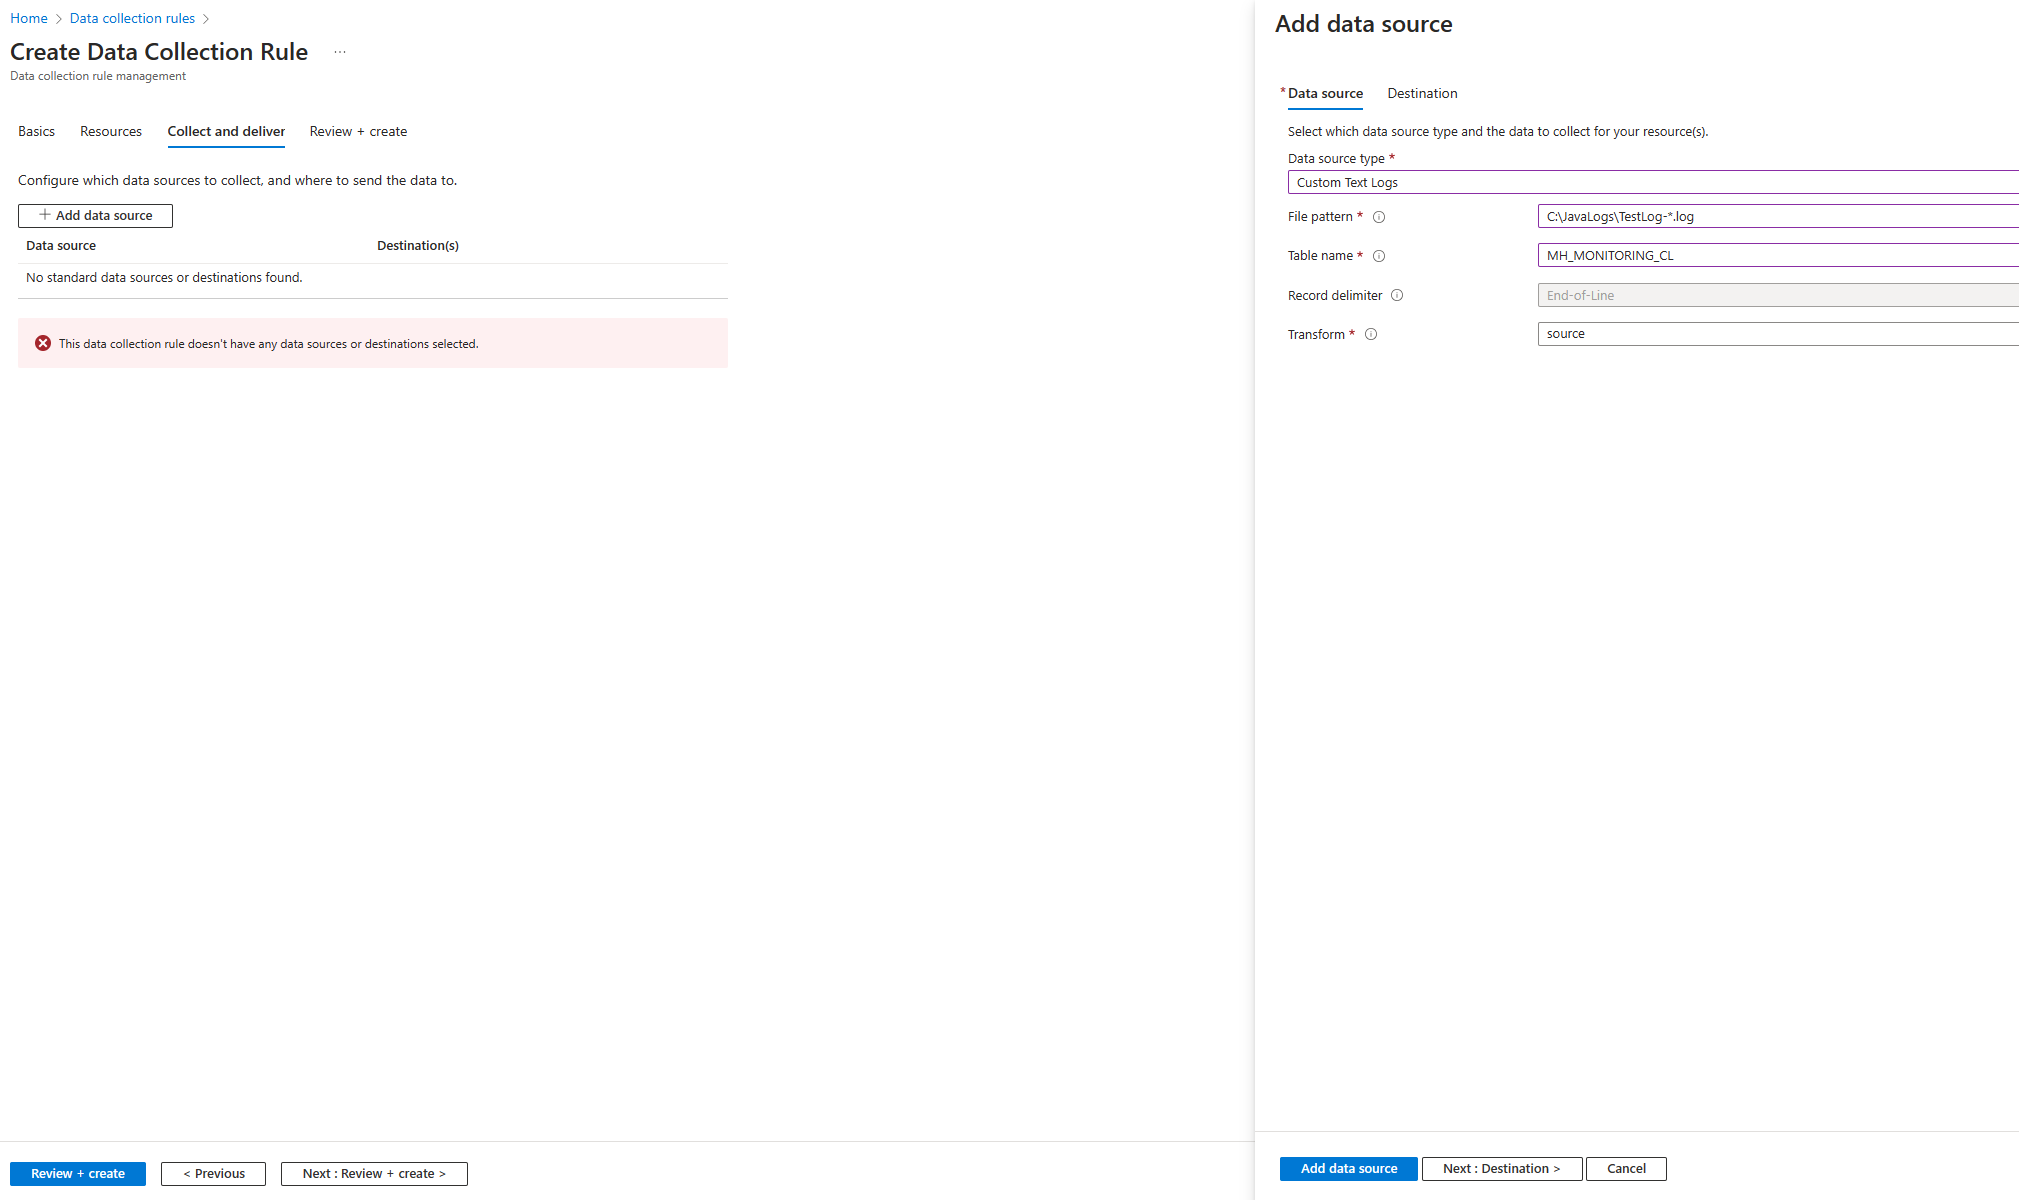 Home > Data collection rules >
Create Data Collection Rule ...
Data collection rule management
Basics Resources Collect and deliver Review + create
Configure which data sources to collect, and where to send the data to.
+ Add data source
Data source Destination(s)
No standard data sources or destinations found.
This data collection rule doesn't have any data sources or destinations selected.
Review + create < Previous Next : Review + create >
Add data source
* Data source Destination
Select which data source type and the data to collect for your resource(s).
Data source type *
Custom Text Logs
File pattern * C:\JavaLogs\TestLog-*.log
Table name * MH_MONITORING_CL
Record delimiter End-of-Line
Transform * source
Add data source Next : Destination > Cancel